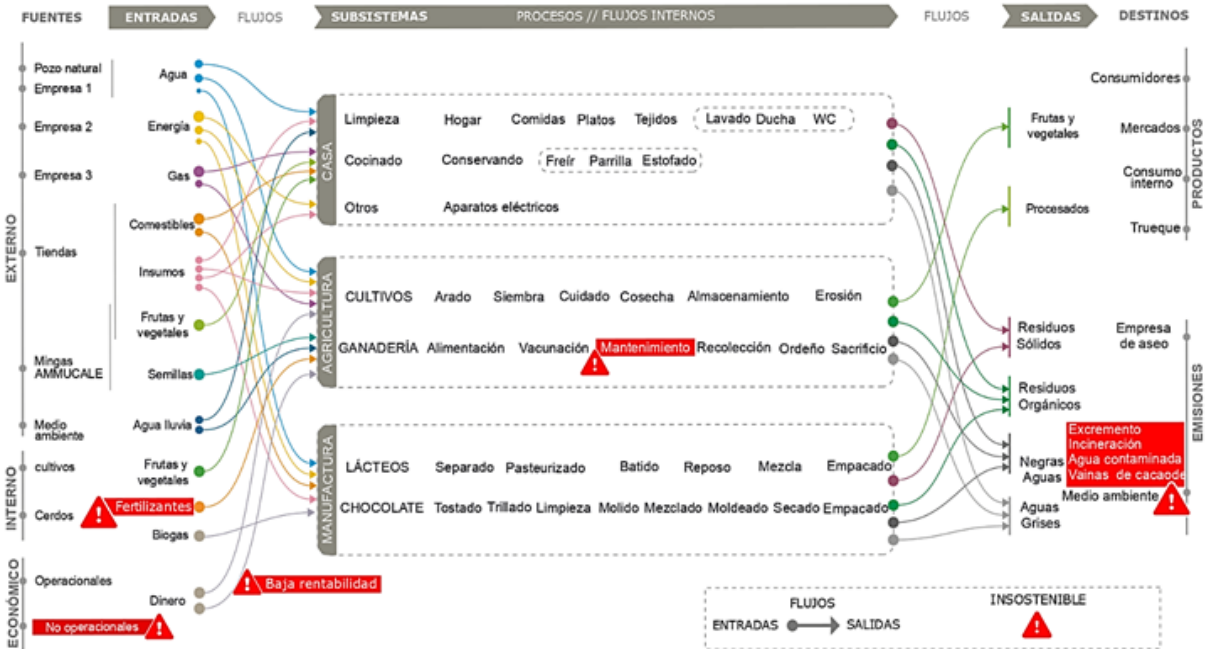 FUENTES
ENTRADAS
FLUJOS
SUBSISTEMAS
PROCESOS // FLUJOS INTERNOS
FLUJOS
SALIDAS
DESTINOS
EXTERNO
Pozo natural
Empresa 1
Empresa 2
Empresa 3
Tiendas
Mingas
AMMUCALE
Medio
ambiente
INTERNO
cultivos
Cerdos
ECONÓMICO
Operacionales
No operacionales
Agua
Energía
Gas
Comestibles
Insumos
Frutas y
vegetales
Semillas
Agua lluvia
Frutas y
vegetales
Fertilizantes
Biogas
Dinero
Baja rentabilidad
CASA
Limpieza Hogar Comidas Platos Tejidos Lavado Ducha WC
Cocinado Conservando Freír Parrilla Estofado
Otros Aparatos eléctricos
AGRICULTURA
CULTIVOS Arado Siembra Cuidado Cosecha Almacenamiento Erosión
GANADERÍA Alimentación Vacunación Mantenimiento Recolección Ordeño Sacrificio
MANUFACTURA
LÁCTEOS Separado Pasteurizado Batido Reposo Mezcla Empacado
CHOCOLATE Tostado Trillado Limpieza Molido Mezclado Moldeado Secado Empacado
Frutas y
vegetales
Procesados
Residuos
Sólidos
Residuos
Orgánicos
Negras
Aguas
Aguas
Grises
Consumidores
Mercados
Consumo
interno
Trueque
PRODUCTOS
Empresa
de aseo
Excremento
Incineración
Agua contaminada
Vainas de cacaode
Medio ambiente
EMISIONES
FLUJOS
ENTRADAS SALIDAS
INSOSTENIBLE